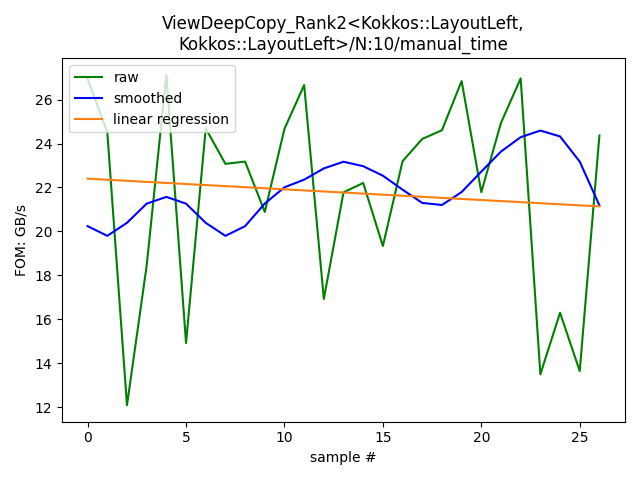 ViewDeepCopy_Rank2<Kokkos::LayoutLeft,
Kokkos::LayoutLeft>/N:10/manual_time
raw
smoothed
linear regression
FOM: GB/s
26
24
22
20
18
16
14
12
0
5
10
15
20
25
sample #